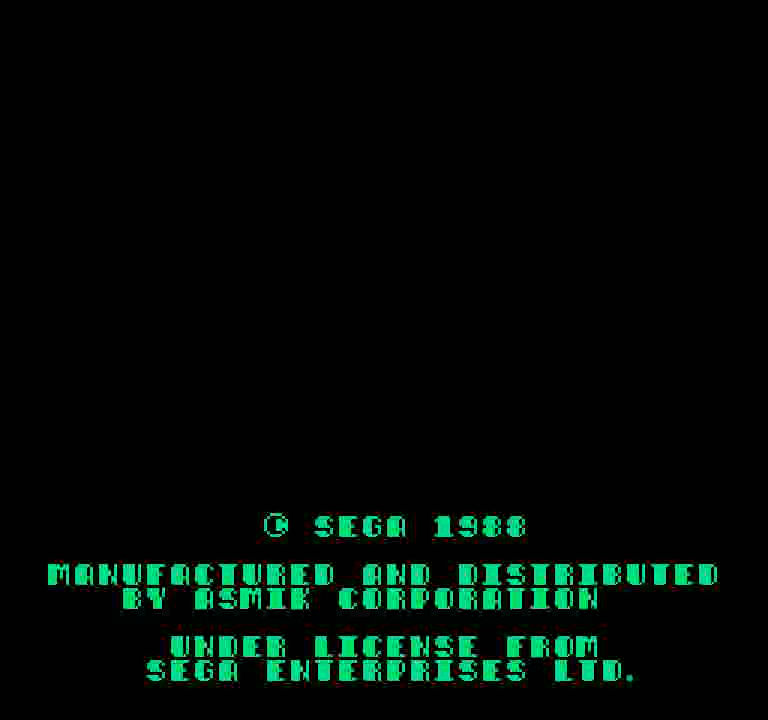 © SEGA 1988
MANUFACTURED AND DISTRIBUTED
BY ASMIK CORPORATION
UNDER LICENSE FROM
SEGA ENTERPRISES LTD.